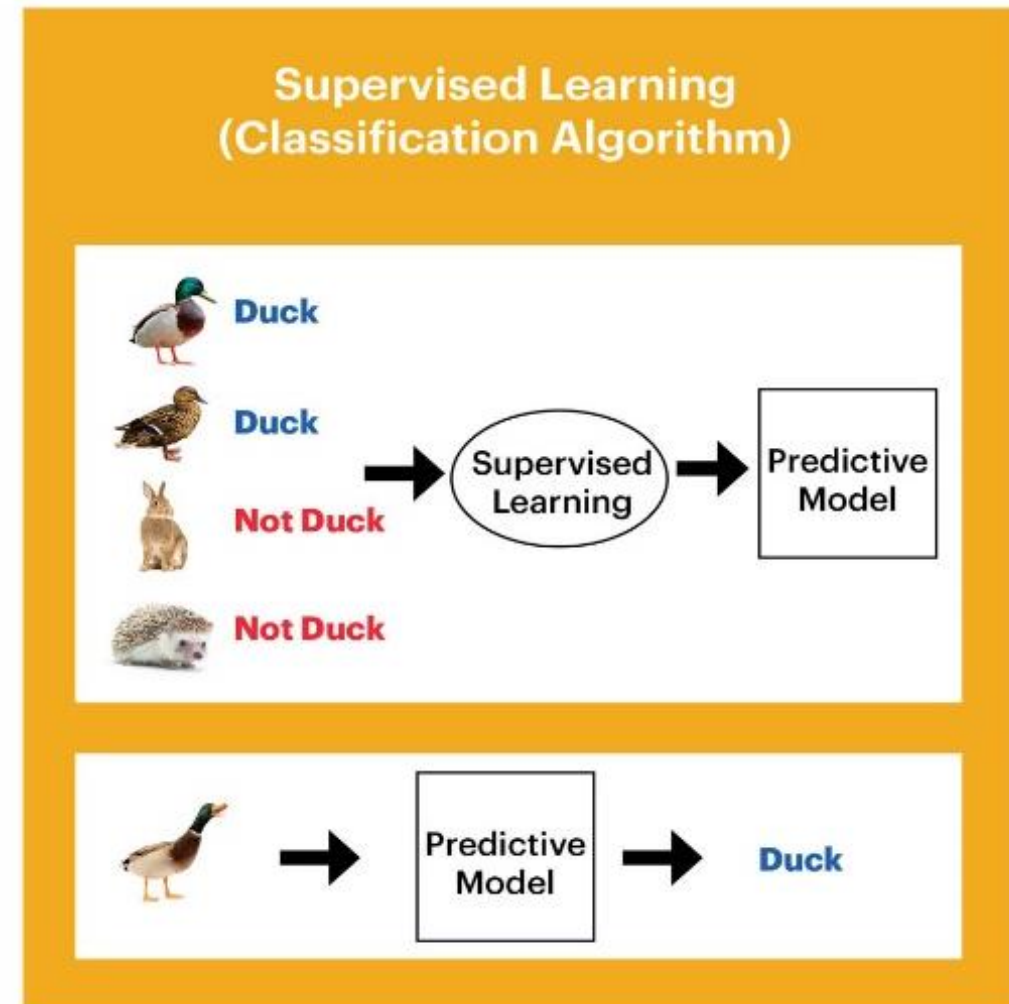 Supervised Learning
(Classification Algorithm)
Duck
Duck
Not Duck
Not Duck
Supervised
Learning
Predictive
Model
Predictive
Model
Duck